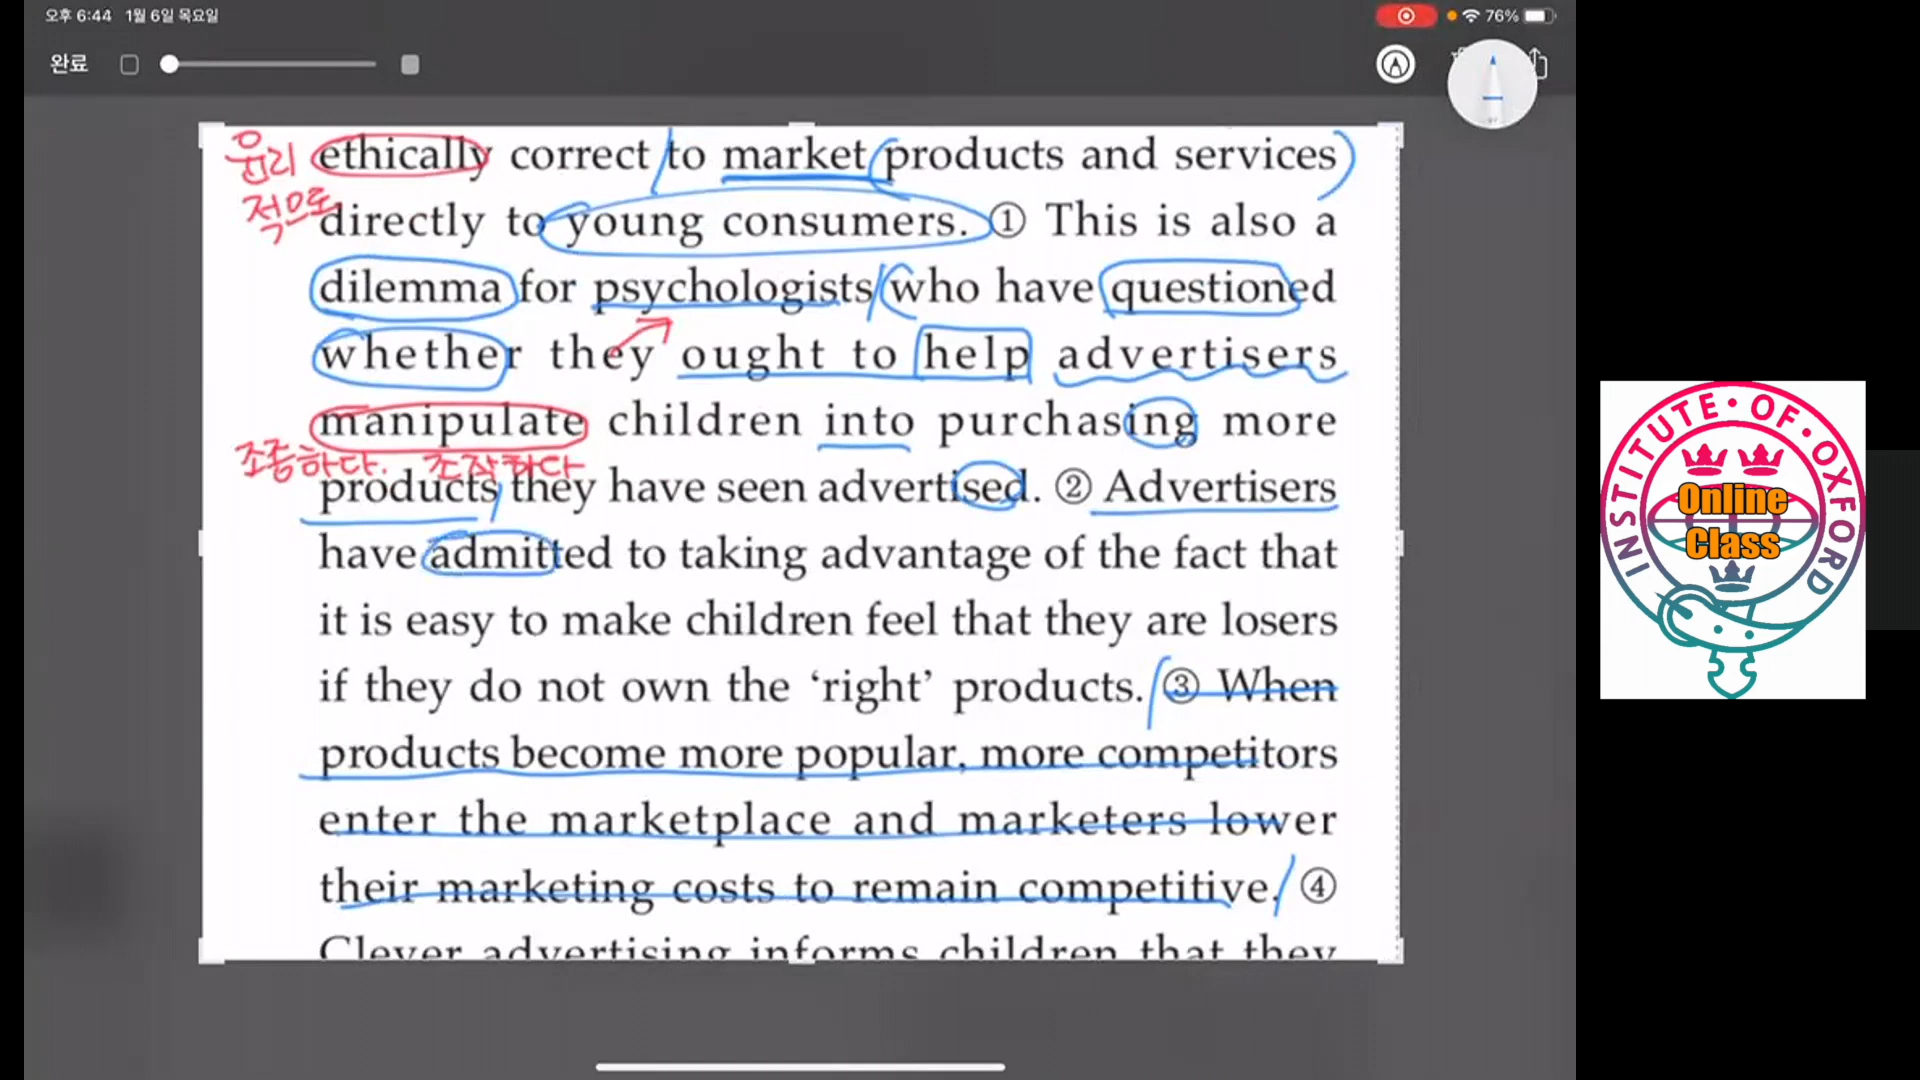 오후 6:44 1월 6일 목요일
76%
완료
윤리 ethically correct to market products and services
적으로 directly to young consumers. ① This is also a
dilemma for psychologists who have questioned
whether they ought to help advertisers
manipulate children into purchasing more
조종하다. 조작하다
products they have seen advertised. ② Advertisers
have admitted to taking advantage of the fact that
it is easy to make children feel that they are losers
if they do not own the ‘right’ products. ③ When
products become more popular, more competitors
enter the marketplace and marketers lower
their marketing costs to remain competitive. ④
Clever advertising informs children that they
INSTITUTE·OF·OXFORD
Online
Class